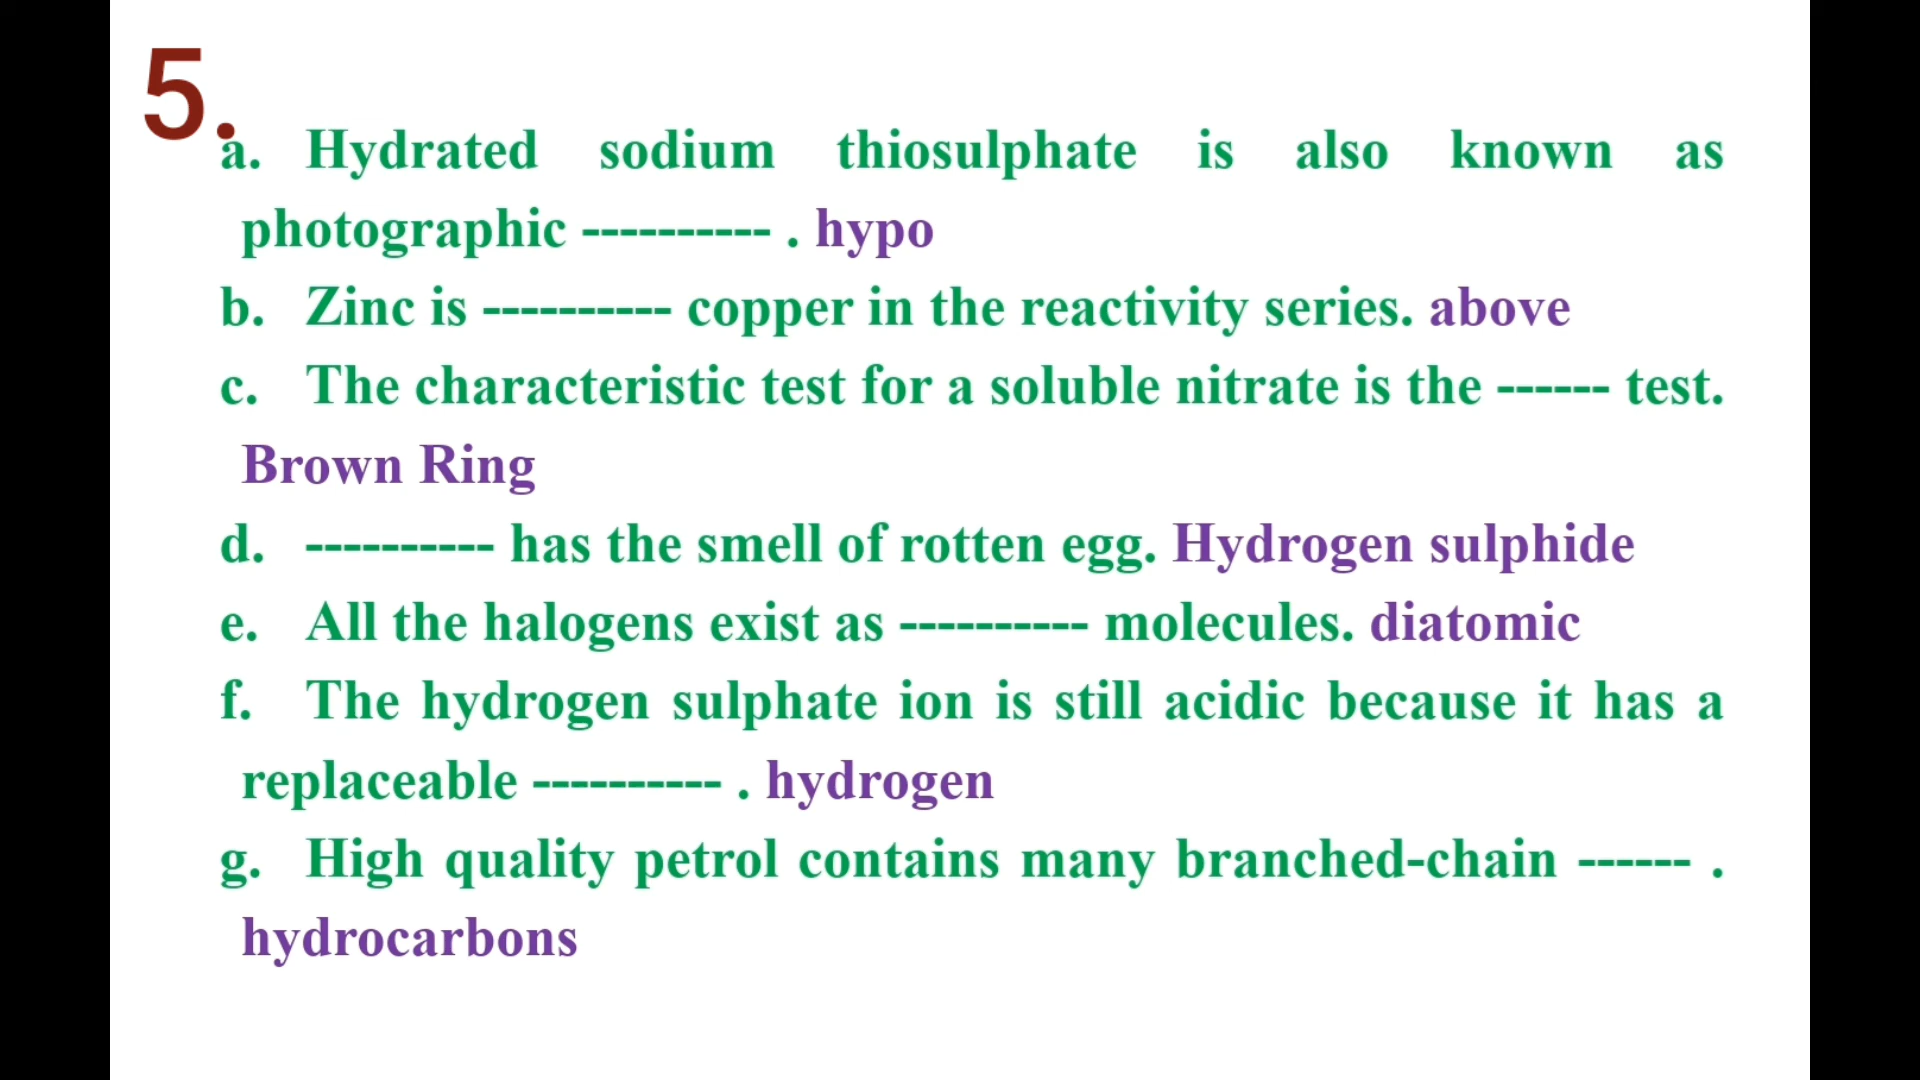 5.
a. Hydrated sodium thiosulphate is also known as
photographic ---------- . hypo
b. Zinc is ---------- copper in the reactivity series. above
c. The characteristic test for a soluble nitrate is the ------ test.
Brown Ring
d. ---------- has the smell of rotten egg. Hydrogen sulphide
e. All the halogens exist as ---------- molecules. diatomic
f. The hydrogen sulphate ion is still acidic because it has a
replaceable ---------- . hydrogen
g. High quality petrol contains many branched-chain ------ .
hydrocarbons